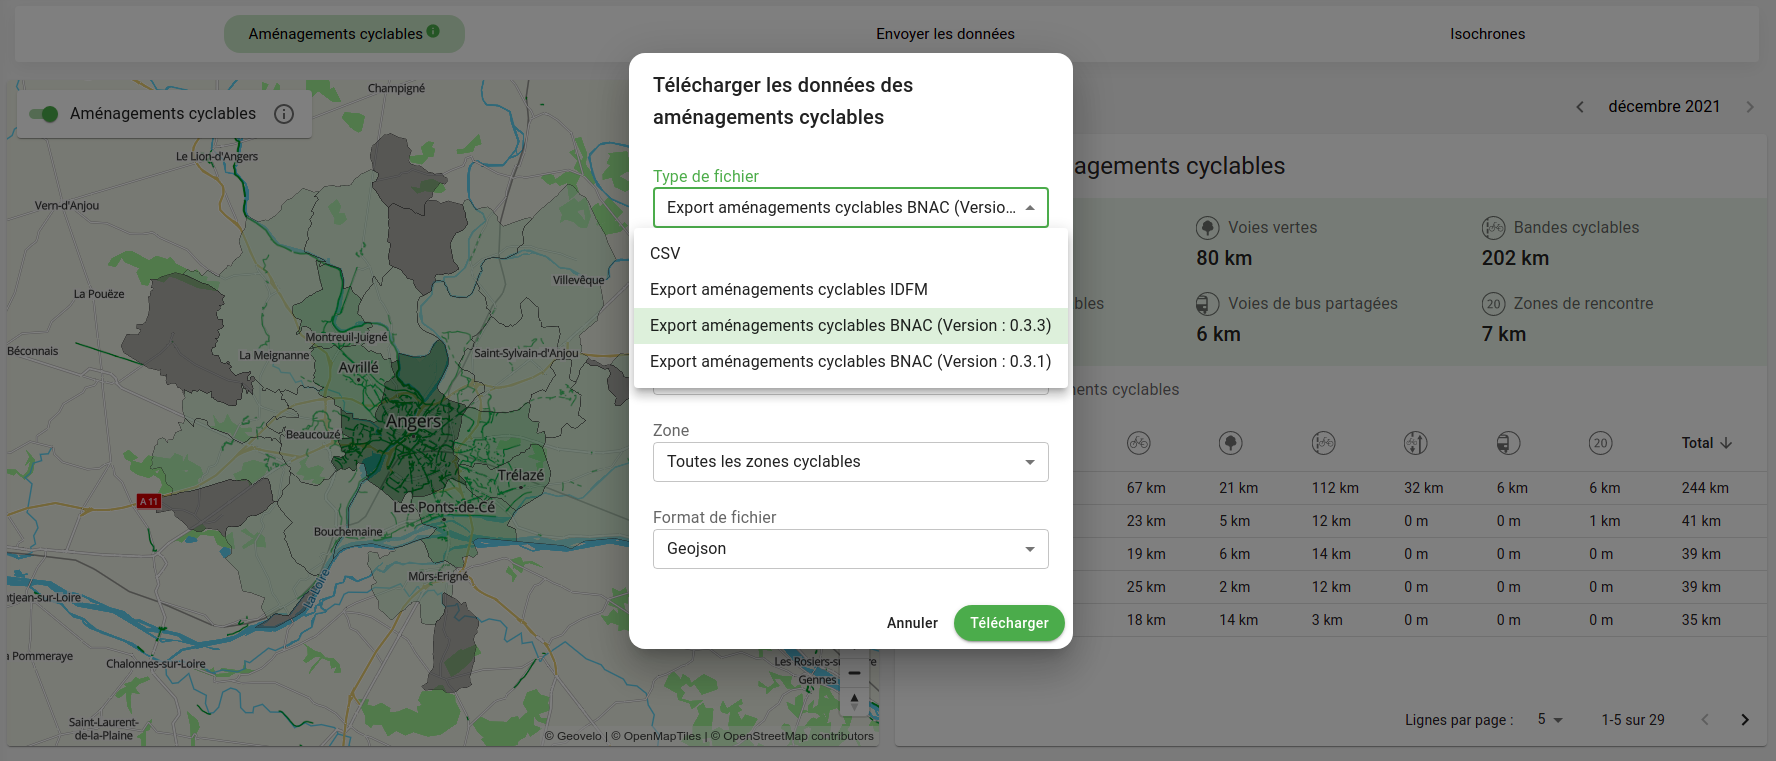 Aménagements cyclables
Envoyer les données
Isochrones
Aménagements cyclables
Champigné
Le Lion-d'Angers
Vern-d'Anjou
La Pouëze
Villevêque
Béconnais
Montreuil-Juigné
La Meignanne
Saint-Sylvain-d'Anjou
Avrillé
Angers
Beaucouzé
Trélazé
A 11
Les Ponts-de-Cé
Bouchemaine
Mûrs-Erigné
La Loire
ntjean-sur-Loire
a Pommeraye
Chalonnes-sur-Loire
Les Rosiers-su
re
Gennes
Saint-Laurent-
de-la-Plaine
© Geovelo | © OpenMapTiles | © OpenStreetMap contributors
Télécharger les données des
aménagements cyclables
Type de fichier
Export aménagements cyclables BNAC (Versio...
CSV
Export aménagements cyclables IDFM
Export aménagements cyclables BNAC (Version : 0.3.3)
Export aménagements cyclables BNAC (Version : 0.3.1)
Zone
Toutes les zones cyclables
Format de fichier
Geojson
Annuler
Télécharger
décembre 2021
agements cyclables
Voies vertes
80 km
Bandes cyclables
202 km
bles
Voies de bus partagées
6 km
20
Zones de rencontre
7 km
nents cyclables
20
Total
67 km 21 km 112 km 32 km 6 km 6 km 244 km
23 km 5 km 12 km 0 m 0 m 1 km 41 km
19 km 6 km 14 km 0 m 0 m 0 m 39 km
25 km 2 km 12 km 0 m 0 m 0 m 39 km
18 km 14 km 3 km 0 m 0 m 0 m 35 km
Lignes par page : 5 1-5 sur 29